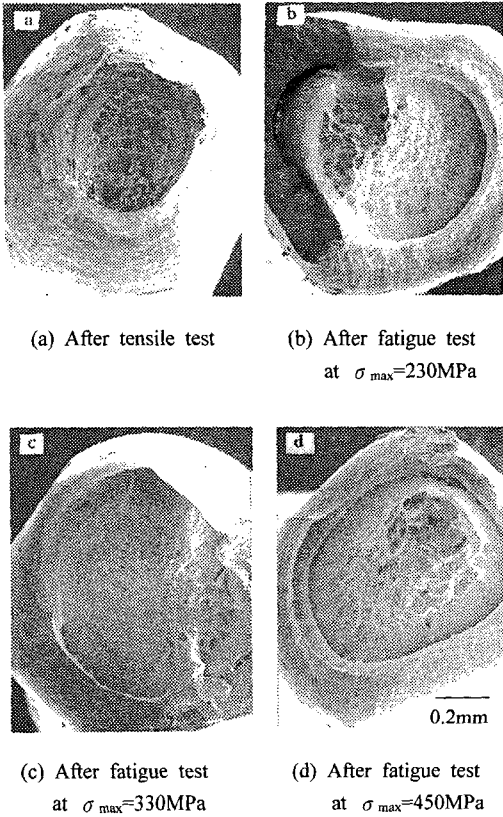 a
b
(a) After tensile test
(b) After fatigue test
at σ max=230MPa
c
d
0.2mm
(c) After fatigue test
at σ max=330MPa
(d) After fatigue test
at σ max=450MPa